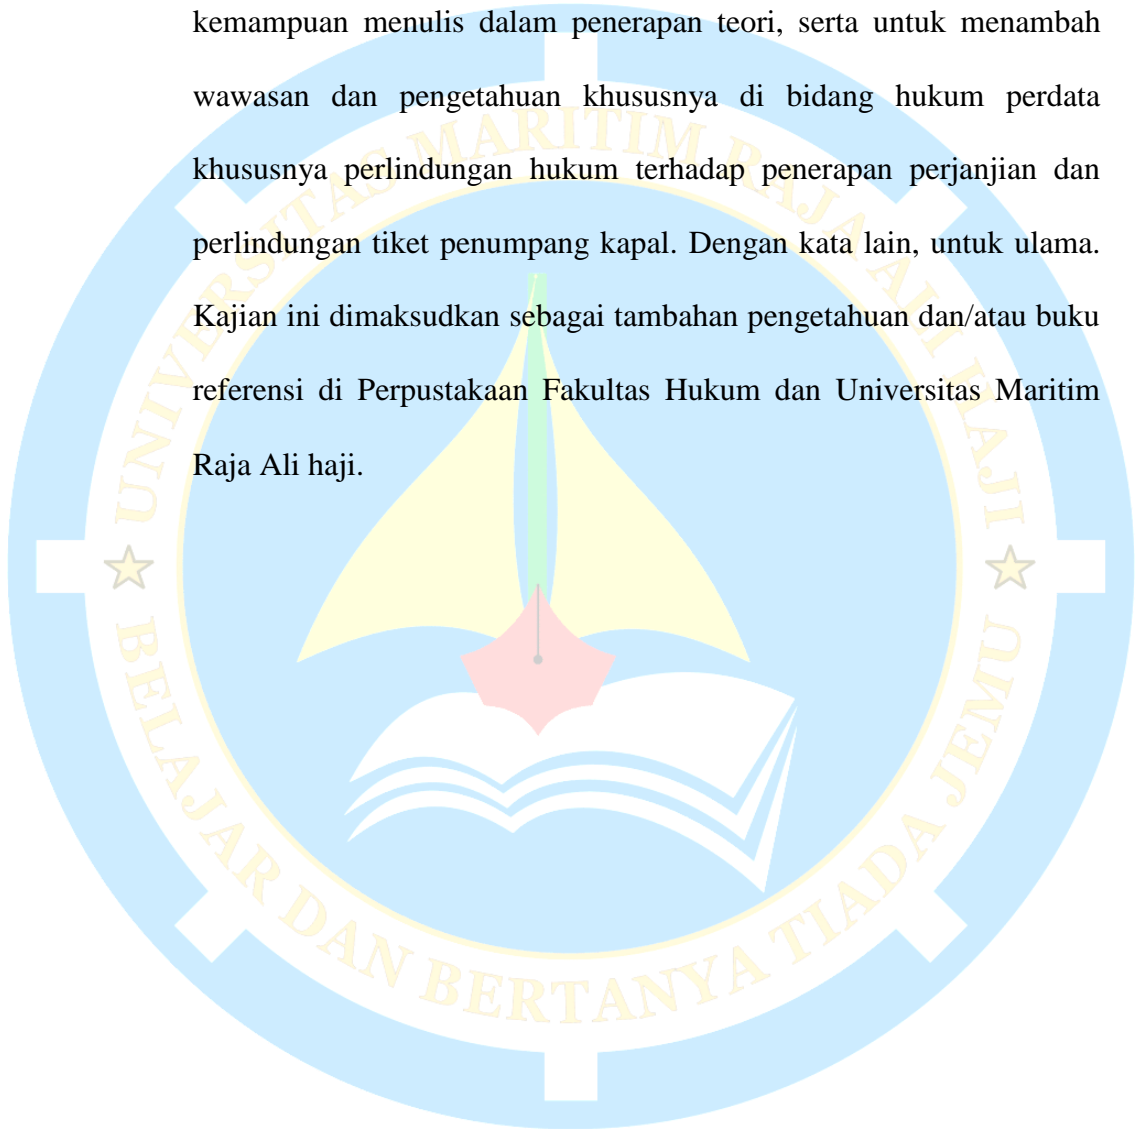 kemampuan menulis dalam penerapan teori, serta untuk menambah
wawasan dan pengetahuan khususnya di bidang hukum perdata
khususnya perlindungan hukum terhadap penerapan perjanjian dan
perlindungan tiket penumpang kapal. Dengan kata lain, untuk ulama.
Kajian ini dimaksudkan sebagai tambahan pengetahuan dan/atau buku
referensi di Perpustakaan Fakultas Hukum dan Universitas Maritim
Raja Ali haji.
UNIVERSITAS MARITIM RAJA ALI HAJI
BELAJAR DAN BERTANYA TIADA JEMU